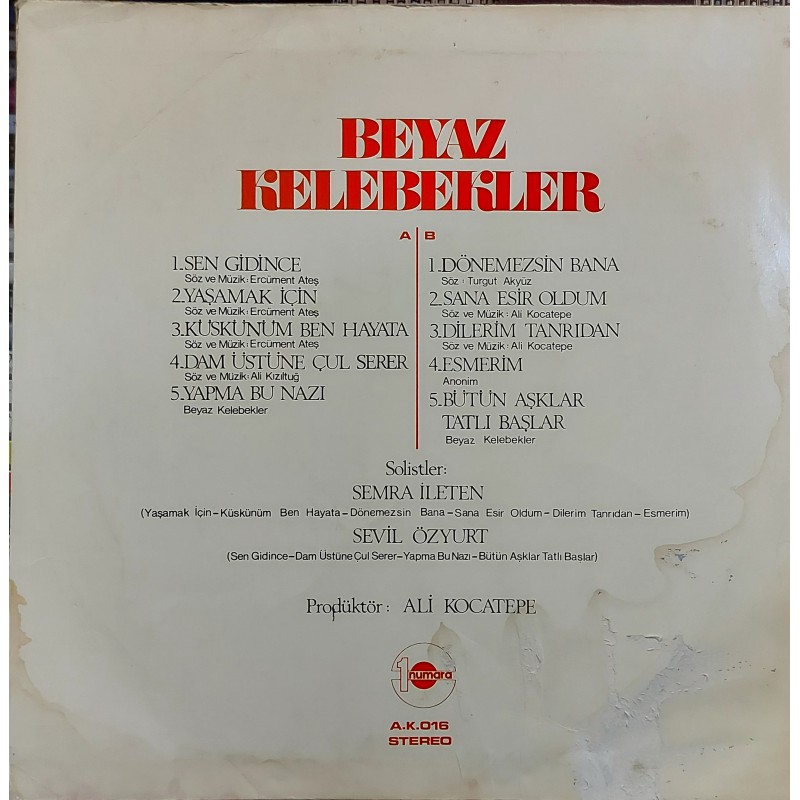 BEYAZ
KELEBEKLER
A B
1.SEN GİDİNCE
Söz ve Müzik: Ercüment Ateş
2.YAŞAMAK İÇİN
Söz ve Müzik: Ercüment Ateş
3.KÜSKÜNÜM BEN HAYATA
Söz ve Müzik: Ercüment Ateş
4.DAM ÜSTÜNE ÇUL SERER
Söz ve Müzik: Ali Kızıltuğ
5.YAPMA BU NAZI
Beyaz Kelebekler
1.DÖNEMEZSİN BANA
Söz : Turgut Akyüz
2.SANA ESİR OLDUM
Söz ve Müzik : Ali Kocatepe
3.DİLERİM TANRIDAN
Söz ve Müzik : Ali Kocatepe
4.ESMERİM
Anonim
5.BÜTÜN AŞKLAR
TATLI BAŞLAR
Beyaz Kelebekler
Solistler:
SEMRA İLETEN
(Yaşamak İçin–Küskünüm Ben Hayata–Dönemezsin Bana–Sana Esir Oldum–Dilerim Tanrıdan–Esmerim)
SEVİL ÖZYURT
(Sen Gidince–Dam Üstüne Çul Serer–Yapma Bu Nazı–Bütün Aşklar Tatlı Başlar)
Prodüktör : ALİ KOCATEPE
1 numara
A.K.016
STEREO